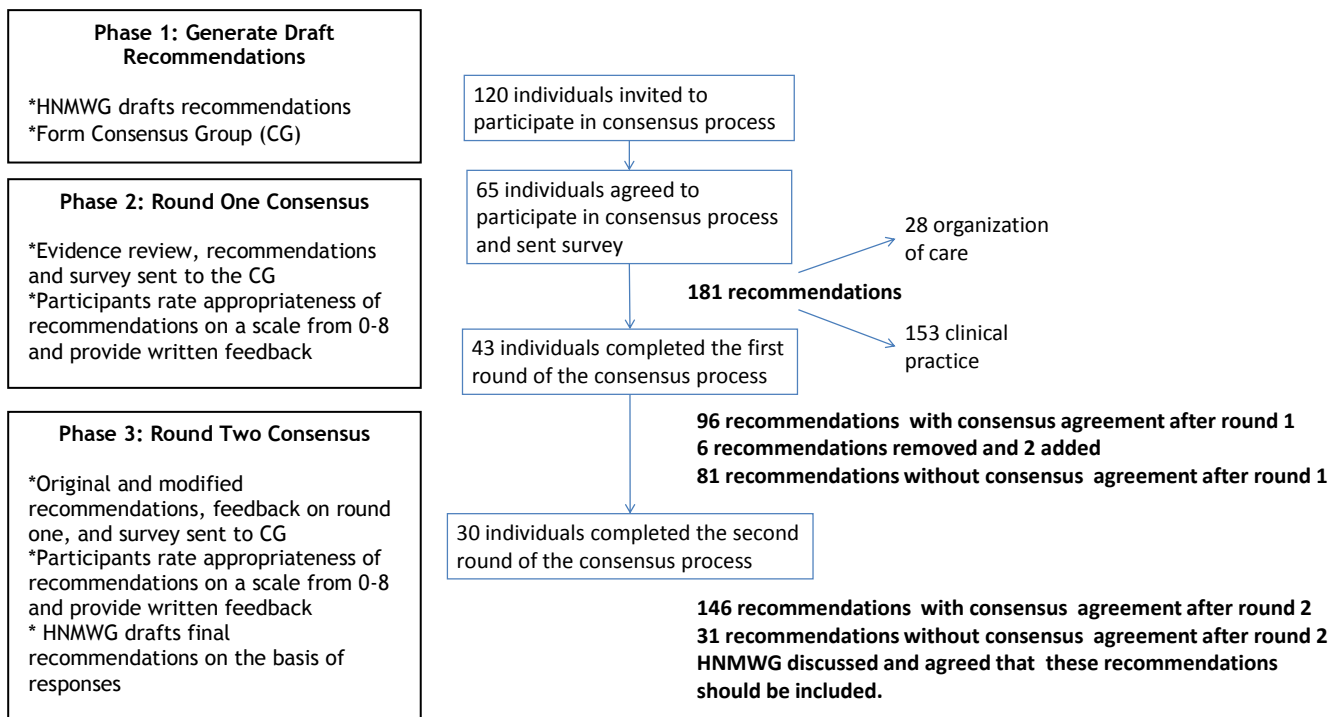 Phase 1: Generate Draft
Recommendations
*HNMWG drafts recommendations
*Form Consensus Group (CG)
Phase 2: Round One Consensus
*Evidence review, recommendations
and survey sent to the CG
*Participants rate appropriateness of
recommendations on a scale from 0-8
and provide written feedback
Phase 3: Round Two Consensus
*Original and modified
recommendations, feedback on round
one, and survey sent to CG
*Participants rate appropriateness of
recommendations on a scale from 0-8
and provide written feedback
* HNMWG drafts final
recommendations on the basis of
responses
120 individuals invited to
participate in consensus process
65 individuals agreed to
participate in consensus process
and sent survey
181 recommendations
28 organization
of care
153 clinical
practice
43 individuals completed the first
round of the consensus process
96 recommendations with consensus agreement after round 1
6 recommendations removed and 2 added
81 recommendations without consensus agreement after round 1
30 individuals completed the second
round of the consensus process
146 recommendations with consensus agreement after round 2
31 recommendations without consensus agreement after round 2
HNMWG discussed and agreed that these recommendations
should be included.